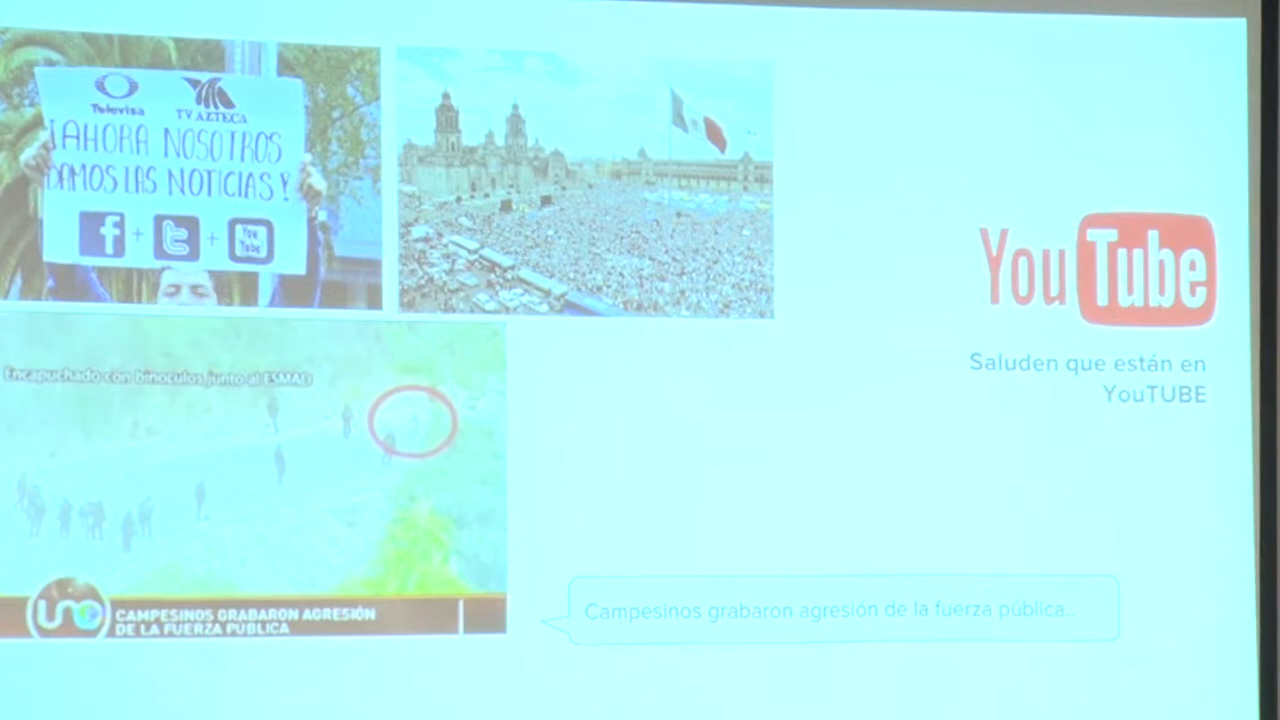 Televisa
TV AZTECA
¡AHORA NOSOTROS
DAMOS LAS NOTICIAS!
f + t + You Tube
YouTube
Saluden que están en
YouTUBE
Encapuchado con binoculos junto al ESMAD
UNO
CAMPESINOS GRABARON AGRESIÓN
DE LA FUERZA PÚBLICA
Campesinos grabaron agresión de la fuerza pública..